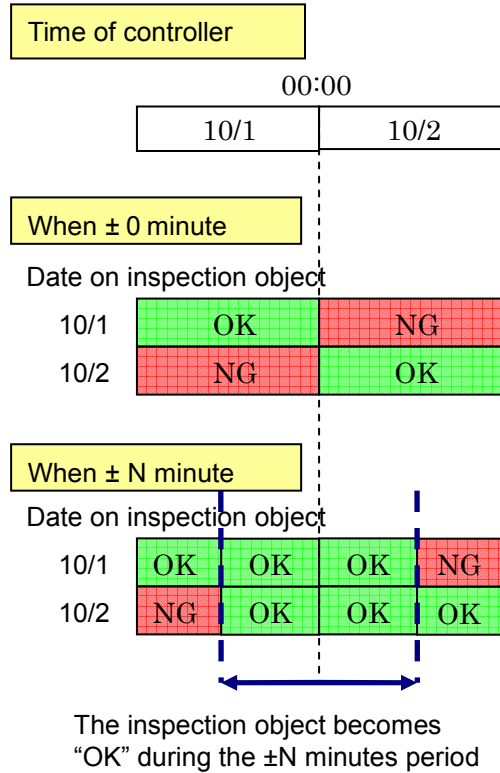 Time of controller
00:00
10/1 10/2
When ± 0 minute
Date on inspection object
10/1 OK NG
10/2 NG OK
When ± N minute
Date on inspection object
10/1 OK OK OK NG
10/2 NG OK OK OK
The inspection object becomes
“OK” during the ±N minutes period